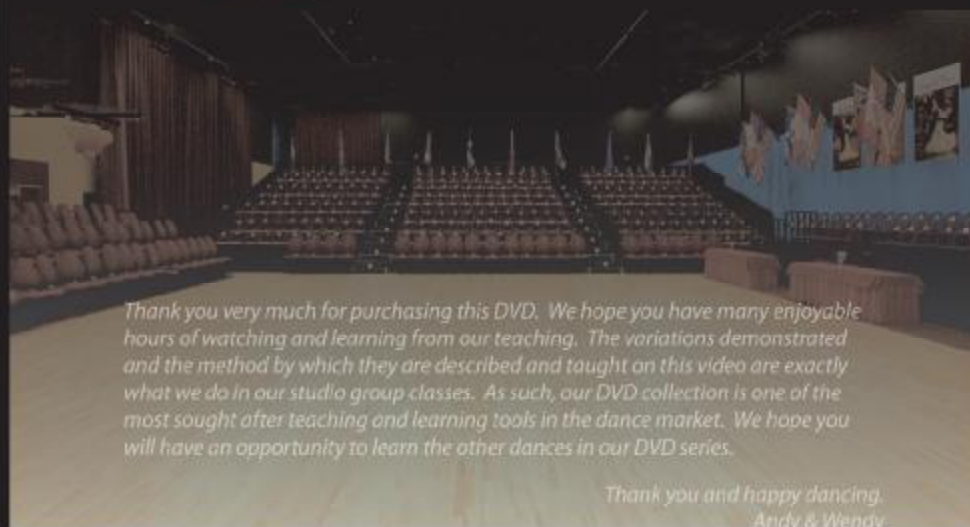 Thank you very much for purchasing this DVD. We hope you have many enjoyable
hours of watching and learning from our teaching. The variations demonstrated
and the method by which they are described and taught on this video are exactly
what we do in our studio group classes. As such, our DVD collection is one of the
most sought after teaching and learning tools in the dance market. We hope you
will have an opportunity to learn the other dances in our DVD series.
Thank you and happy dancing.
Andy & Wendy